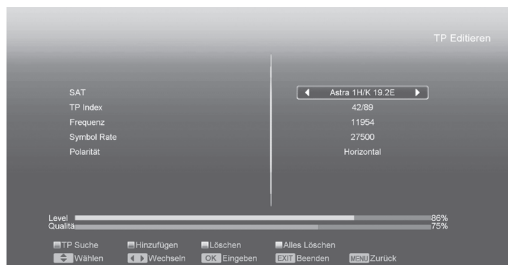 TP Editieren
SAT Astra 1H/K 19.2E
TP Index 42/89
Frequenz 11954
Symbol Rate 27500
Polarität Horizontal
Level 86%
Qualitä 75%
TP Suche Hinzufügen Löschen Alles Löschen
Wählen Wechseln OK Eingeben EXIT Beenden MENU Zurück